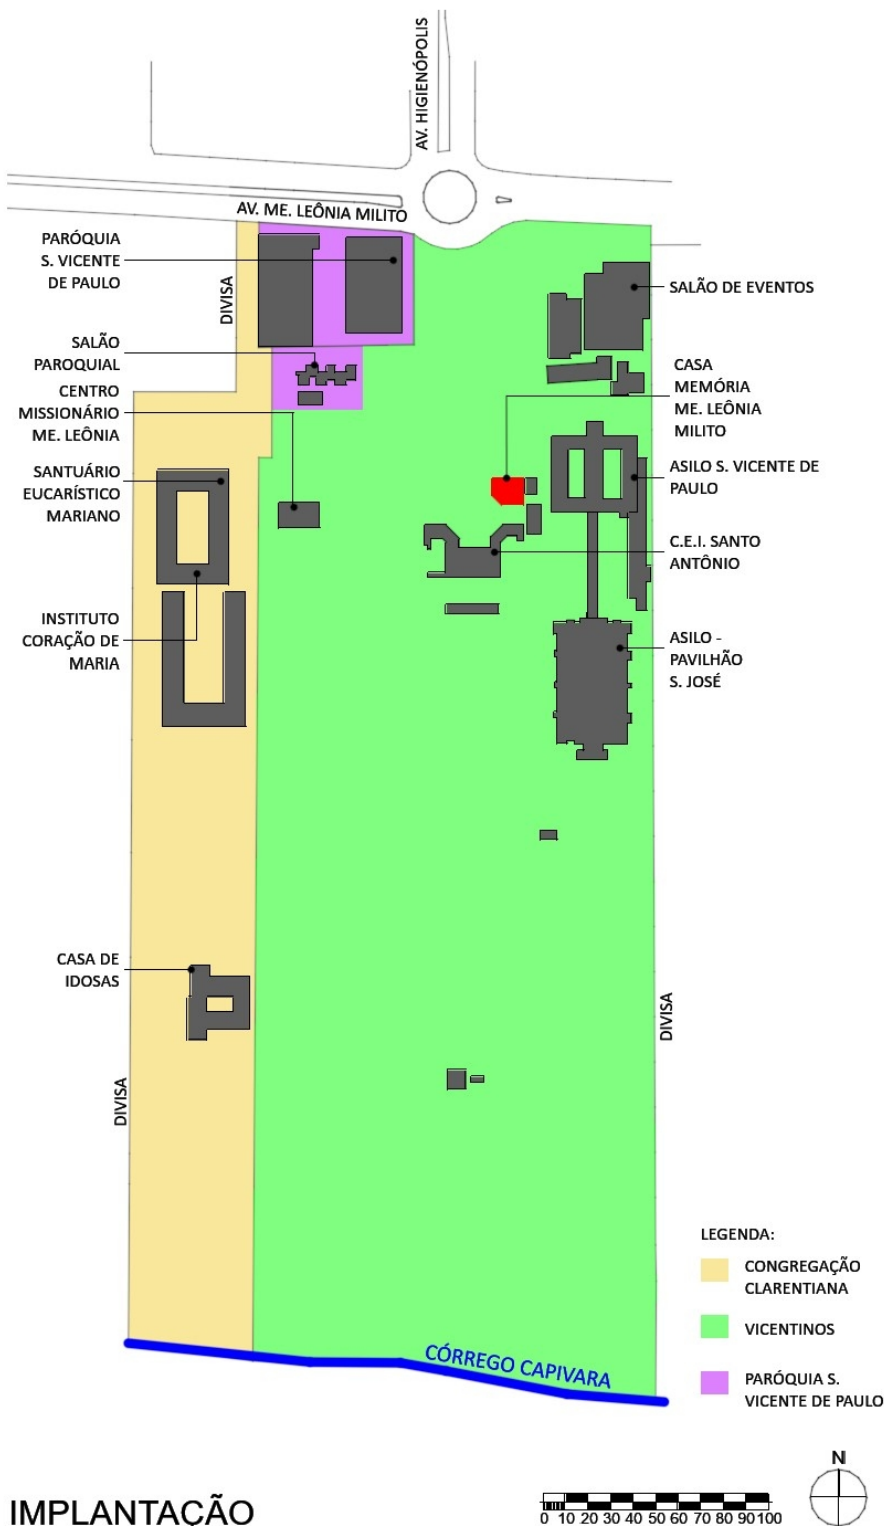 AV. HIGIENÓPOLIS
AV. ME. LEÔNIA MILITO
PARÓQUIA
S. VICENTE
DE PAULO
DIVISA
SALÃO
PAROQUIAL
CENTRO
MISSIONÁRIO
ME. LEÔNIA
SANTUÁRIO
EUCARÍSTICO
MARIANO
INSTITUTO
CORAÇÃO DE
MARIA
CASA DE
IDOSAS
DIVISA
SALÃO DE EVENTOS
CASA
MEMÓRIA
ME. LEÔNIA
MILITO
ASILO S. VICENTE DE
PAULO
C.E.I. SANTO
ANTÔNIO
ASILO -
PAVILHÃO
S. JOSÉ
DIVISA
LEGENDA:
CONGREGAÇÃO
CLARENTIANA
VICENTINOS
PARÓQUIA S.
VICENTE DE PAULO
CÓRREGO CAPIVARA
N
IMPLANTAÇÃO
0 10 20 30 40 50 60 70 80 90 100